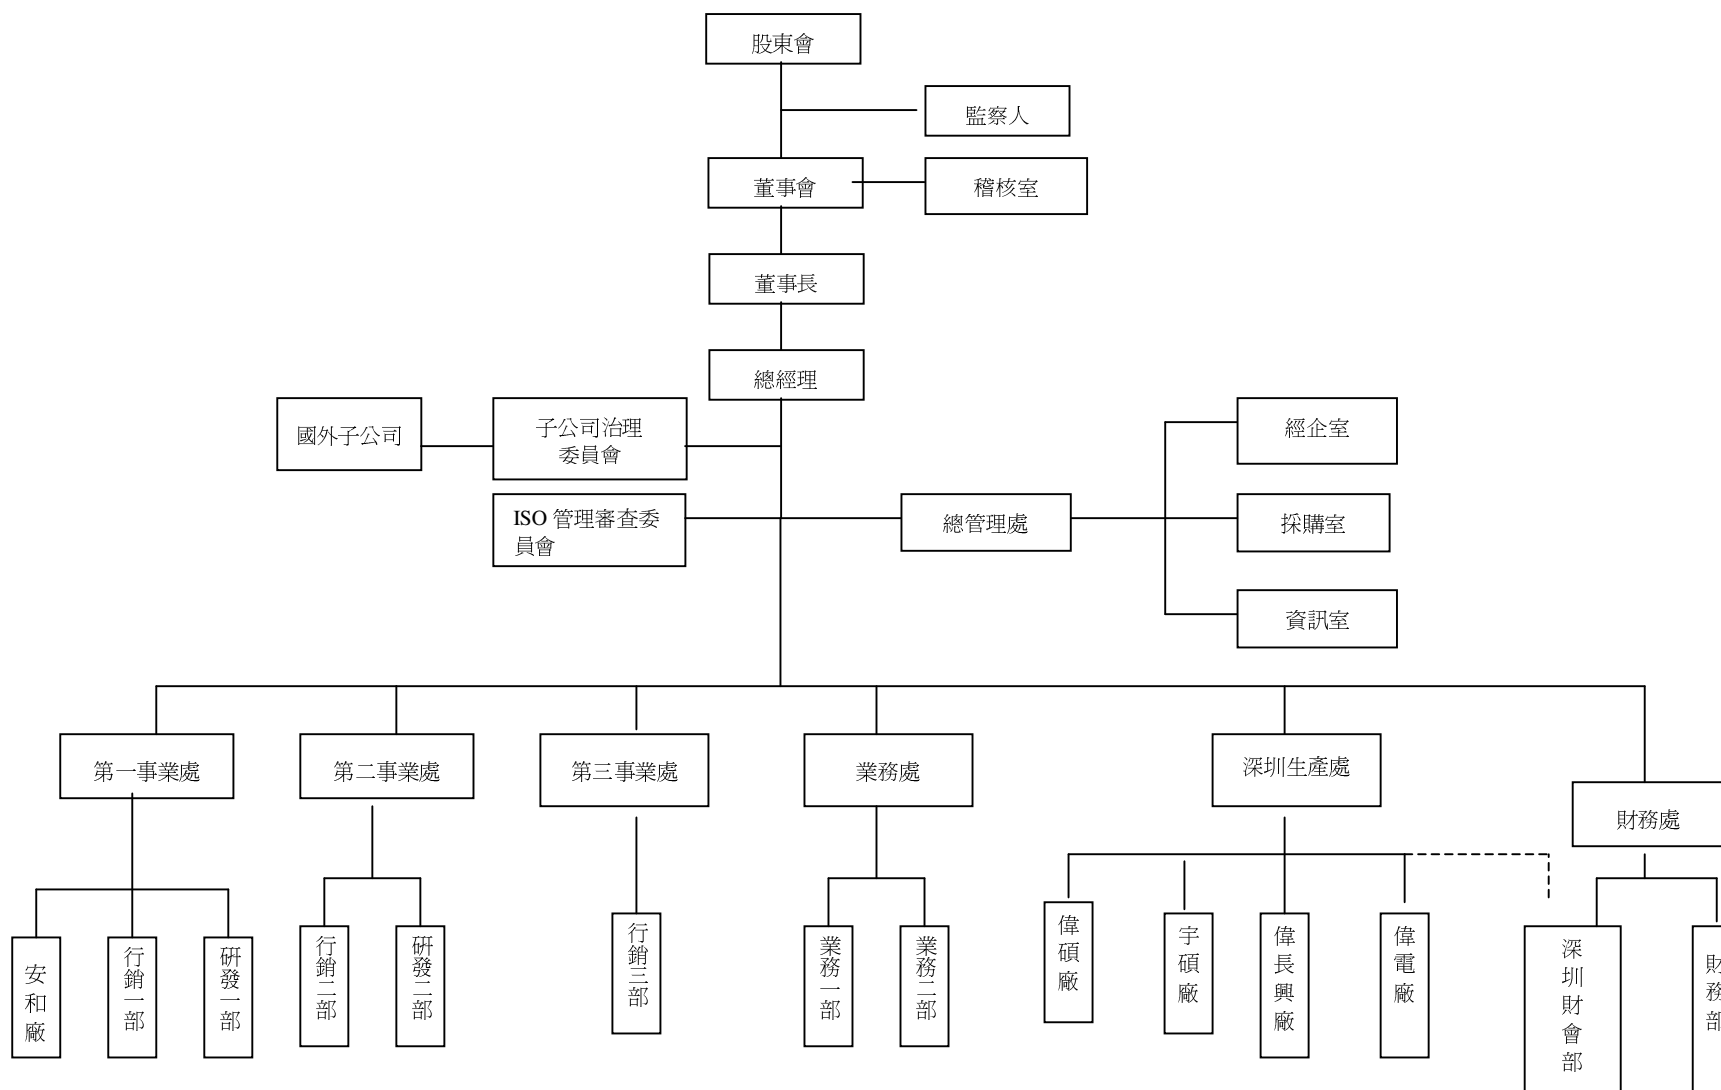 股東會
監察人
董事會
稽核室
董事長
總經理
國外子公司
子公司治理
委員會
經企室
ISO 管理審查委
員會
總管理處
採購室
資訊室
第一事業處
第二事業處
第三事業處
業務處
深圳生產處
財務處
安和廠
行銷一部
研發一部
行銷二部
研發二部
行銷三部
業務一部
業務二部
偉碩廠
宇碩廠
偉長興廠
偉電廠
深圳財會部
財務部